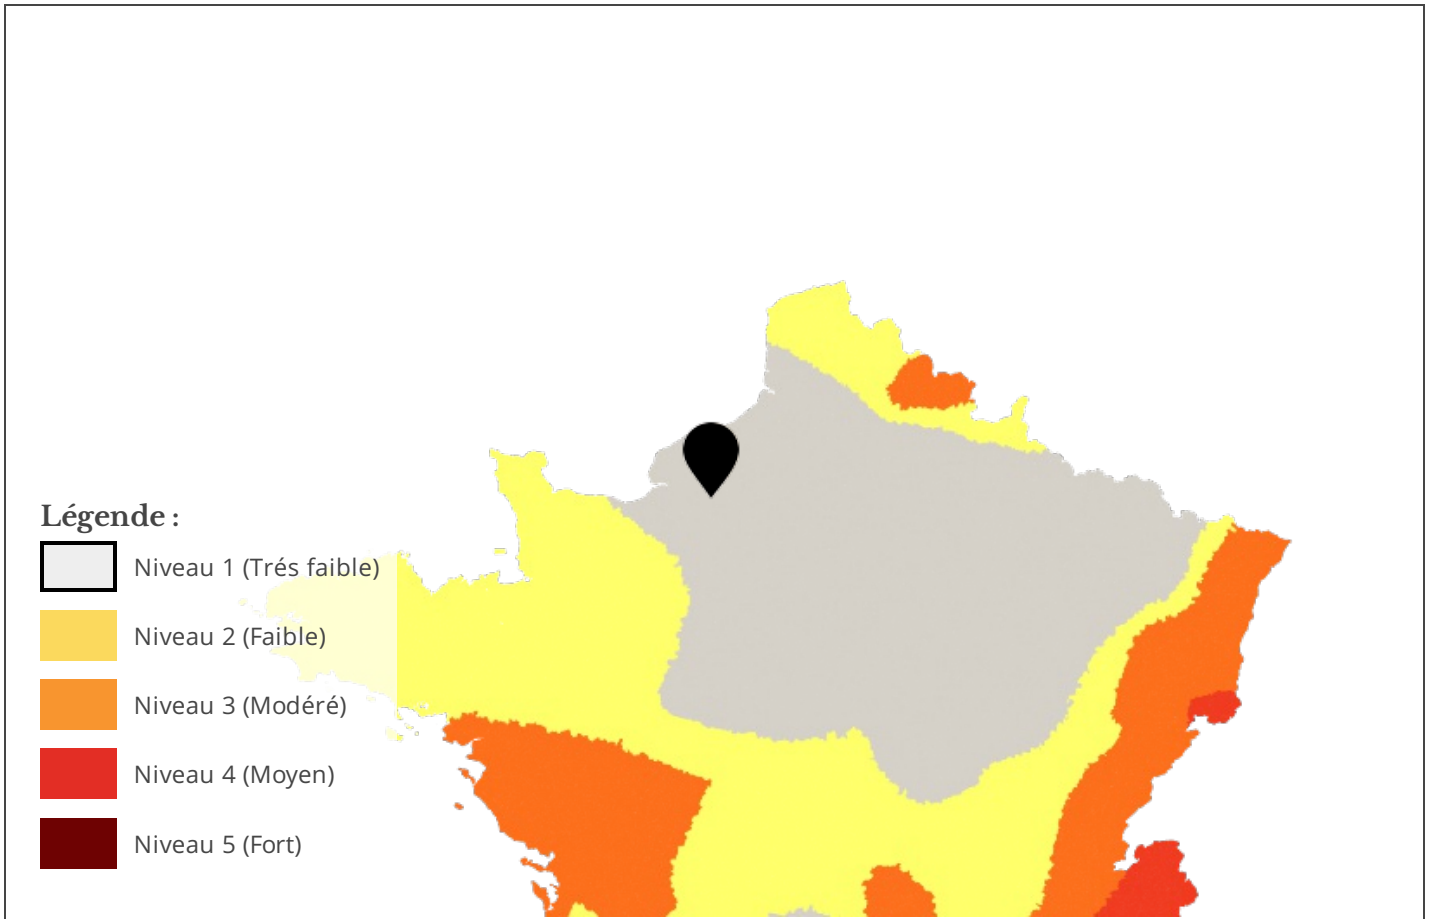 Légende :
Niveau 1 (Trés faible)
Niveau 2 (Faible)
Niveau 3 (Modéré)
Niveau 4 (Moyen)
Niveau 5 (Fort)